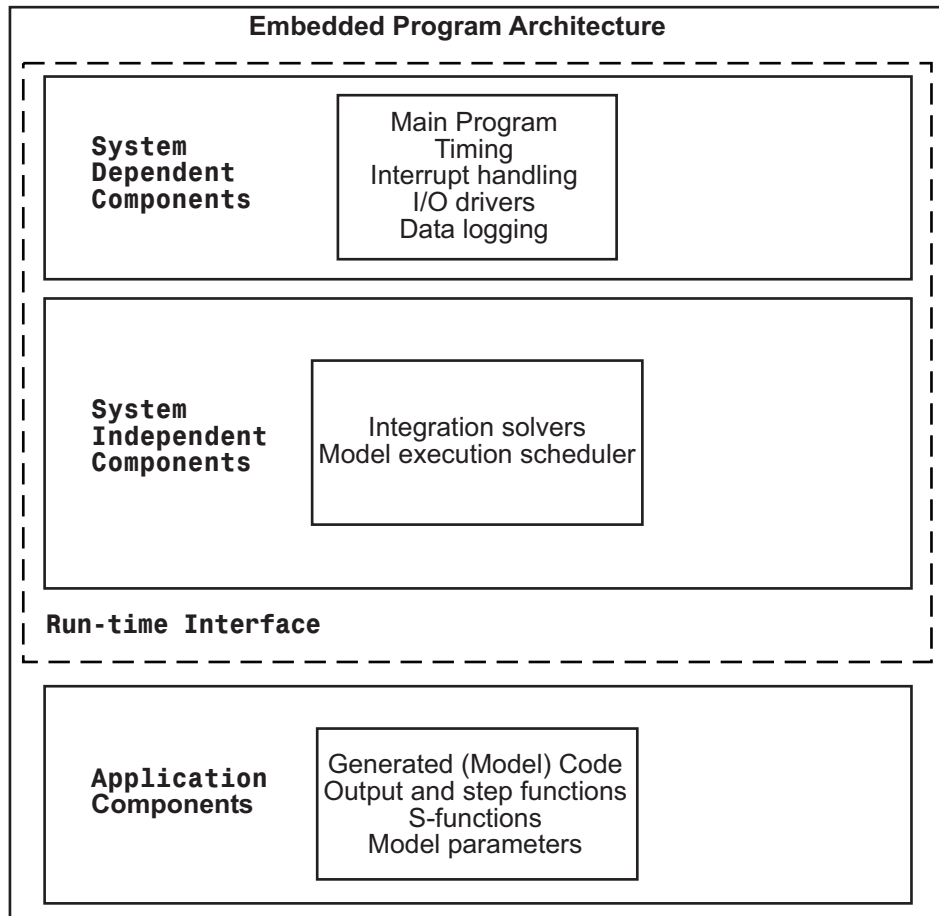 Embedded Program Architecture
System
Dependent
Components
Main Program
Timing
Interrupt handling
I/O drivers
Data logging
System
Independent
Components
Integration solvers
Model execution scheduler
Run-time Interface
Application
Components
Generated (Model) Code
Output and step functions
S-functions
Model parameters